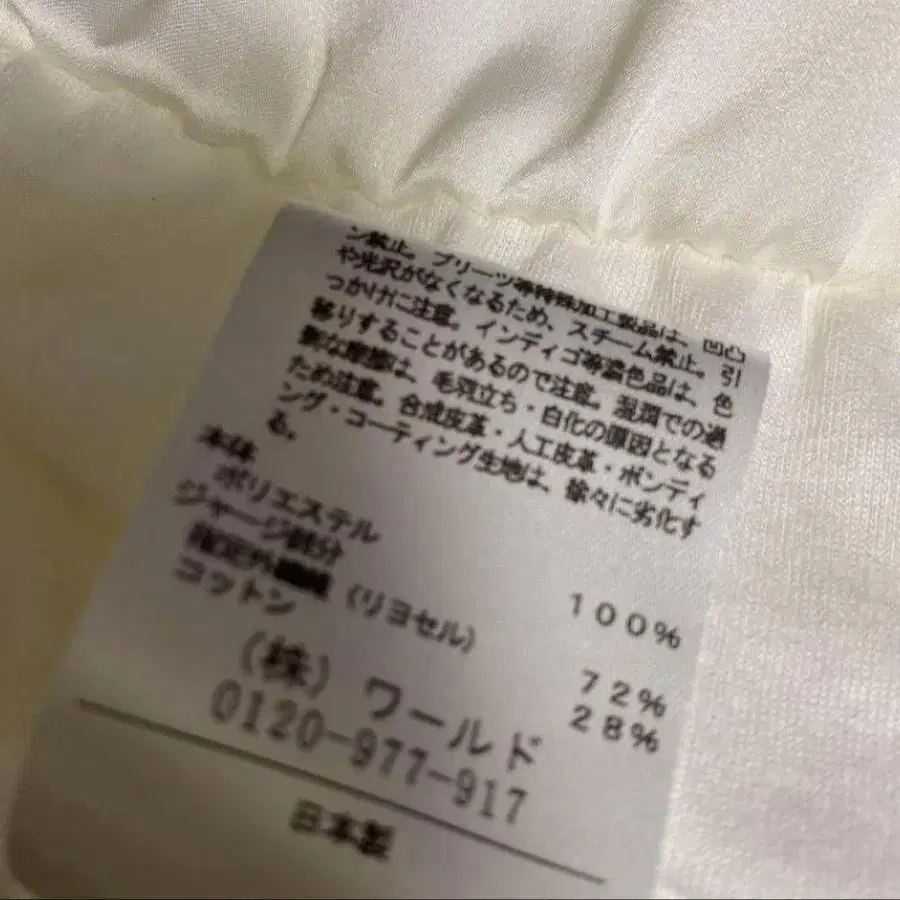 ン禁止。プリーツ等特殊加工製品は、凹凸
や光沢がなくなるため、スチーム禁止。引
っかけに注意。インディゴ等濃色品は、色
移りすることがあるので注意。湿潤での過
剰な摩擦は、毛羽立ち・白化の原因となる
ため注意。合成皮革・人工皮革・ボンディ
ング・コーティング生地は、徐々に劣化す
る。
本体
ポリエステル 100%
ジャージ部分
指定外繊維(リヨセル) 72%
コットン 28%
(株)ワールド
0120-977-917
日本製